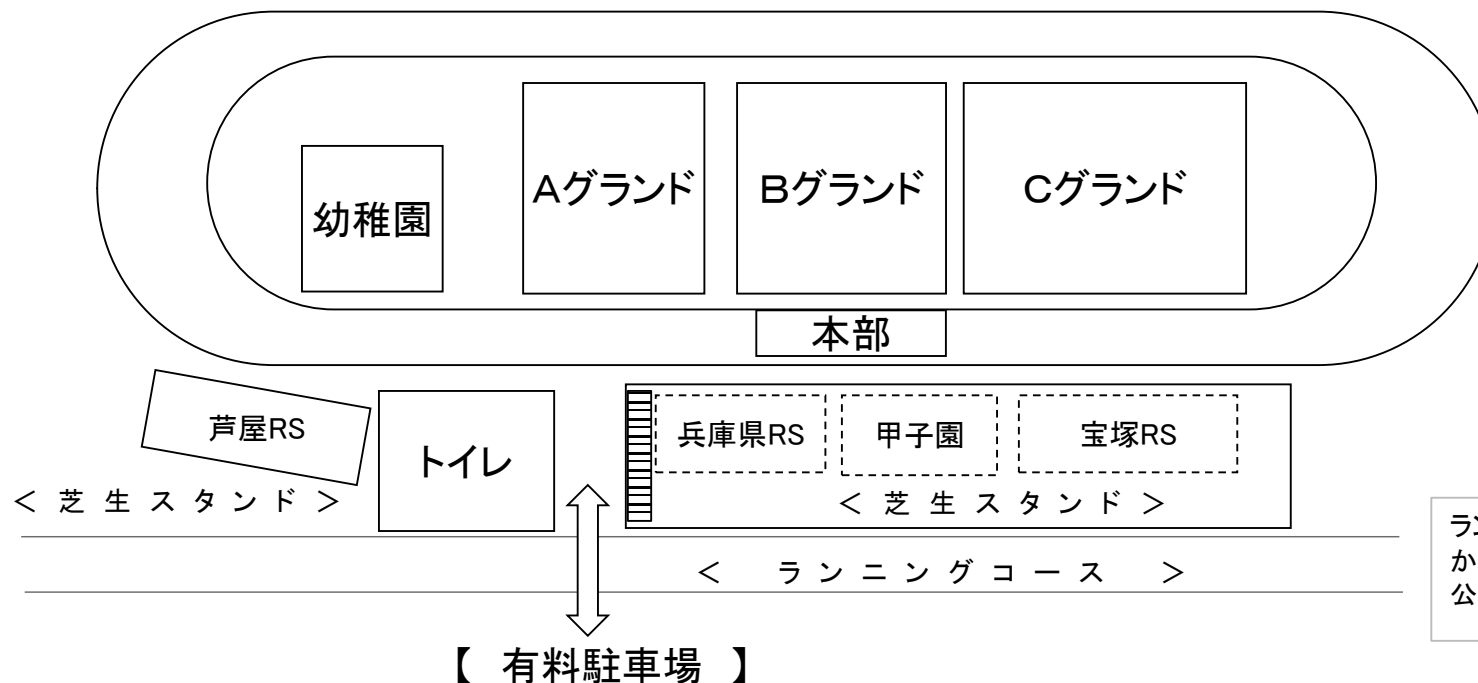 Aグランド
Bグランド
Cグランド
幼稚園
本部
芦屋RS
トイレ
兵庫県RS
甲子園
宝塚RS
＜ 芝 生 ス タ ン ド ＞
＜ 芝 生 ス タ ン ド ＞
＜ ラ ン ニ ン グ コ ー ス ＞
ラン
か
公
【 有料駐車場 】